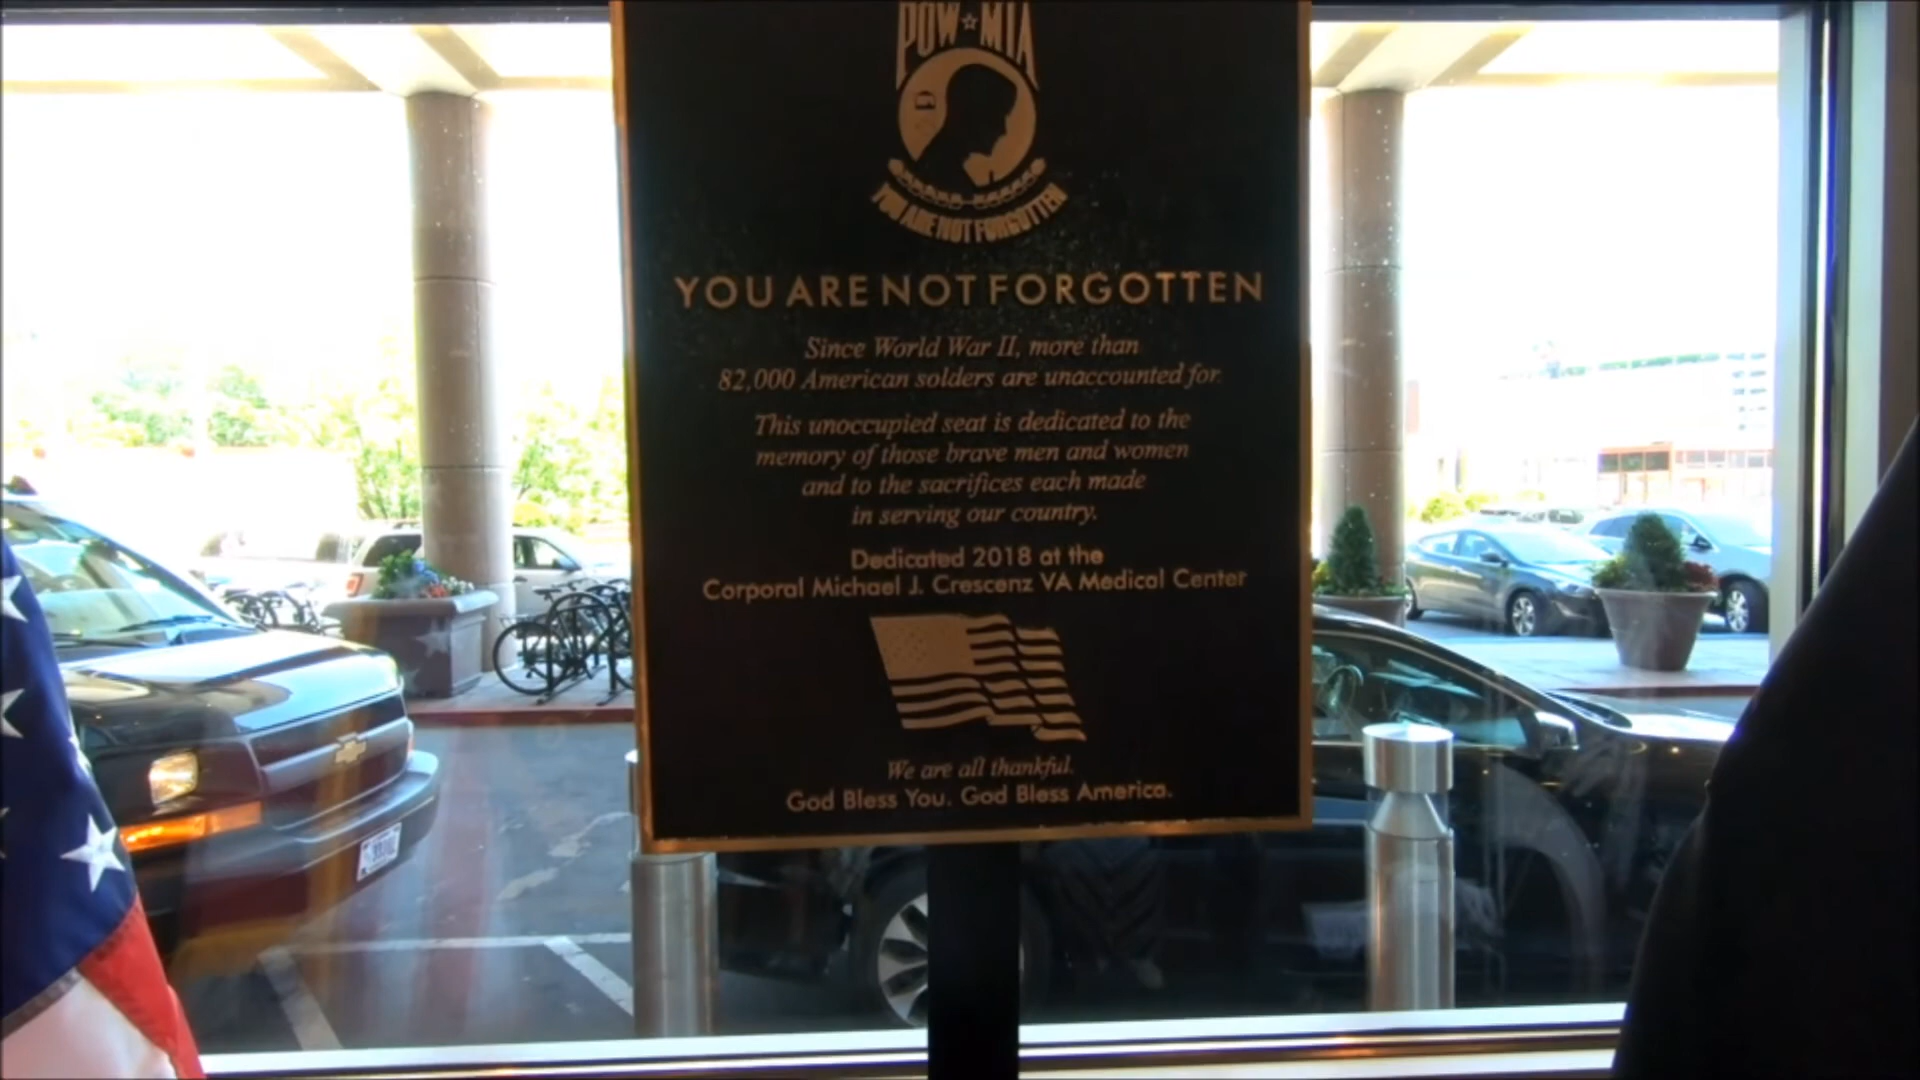 POW☆MIA
YOU ARE NOT FORGOTTEN
YOU ARE NOT FORGOTTEN
Since World War II, more than
82,000 American solders are unaccounted for.
This unoccupied seat is dedicated to the
memory of those brave men and women
and to the sacrifices each made
in serving our country.
Dedicated 2018 at the
Corporal Michael J. Crescenz VA Medical Center
We are all thankful.
God Bless You. God Bless America.